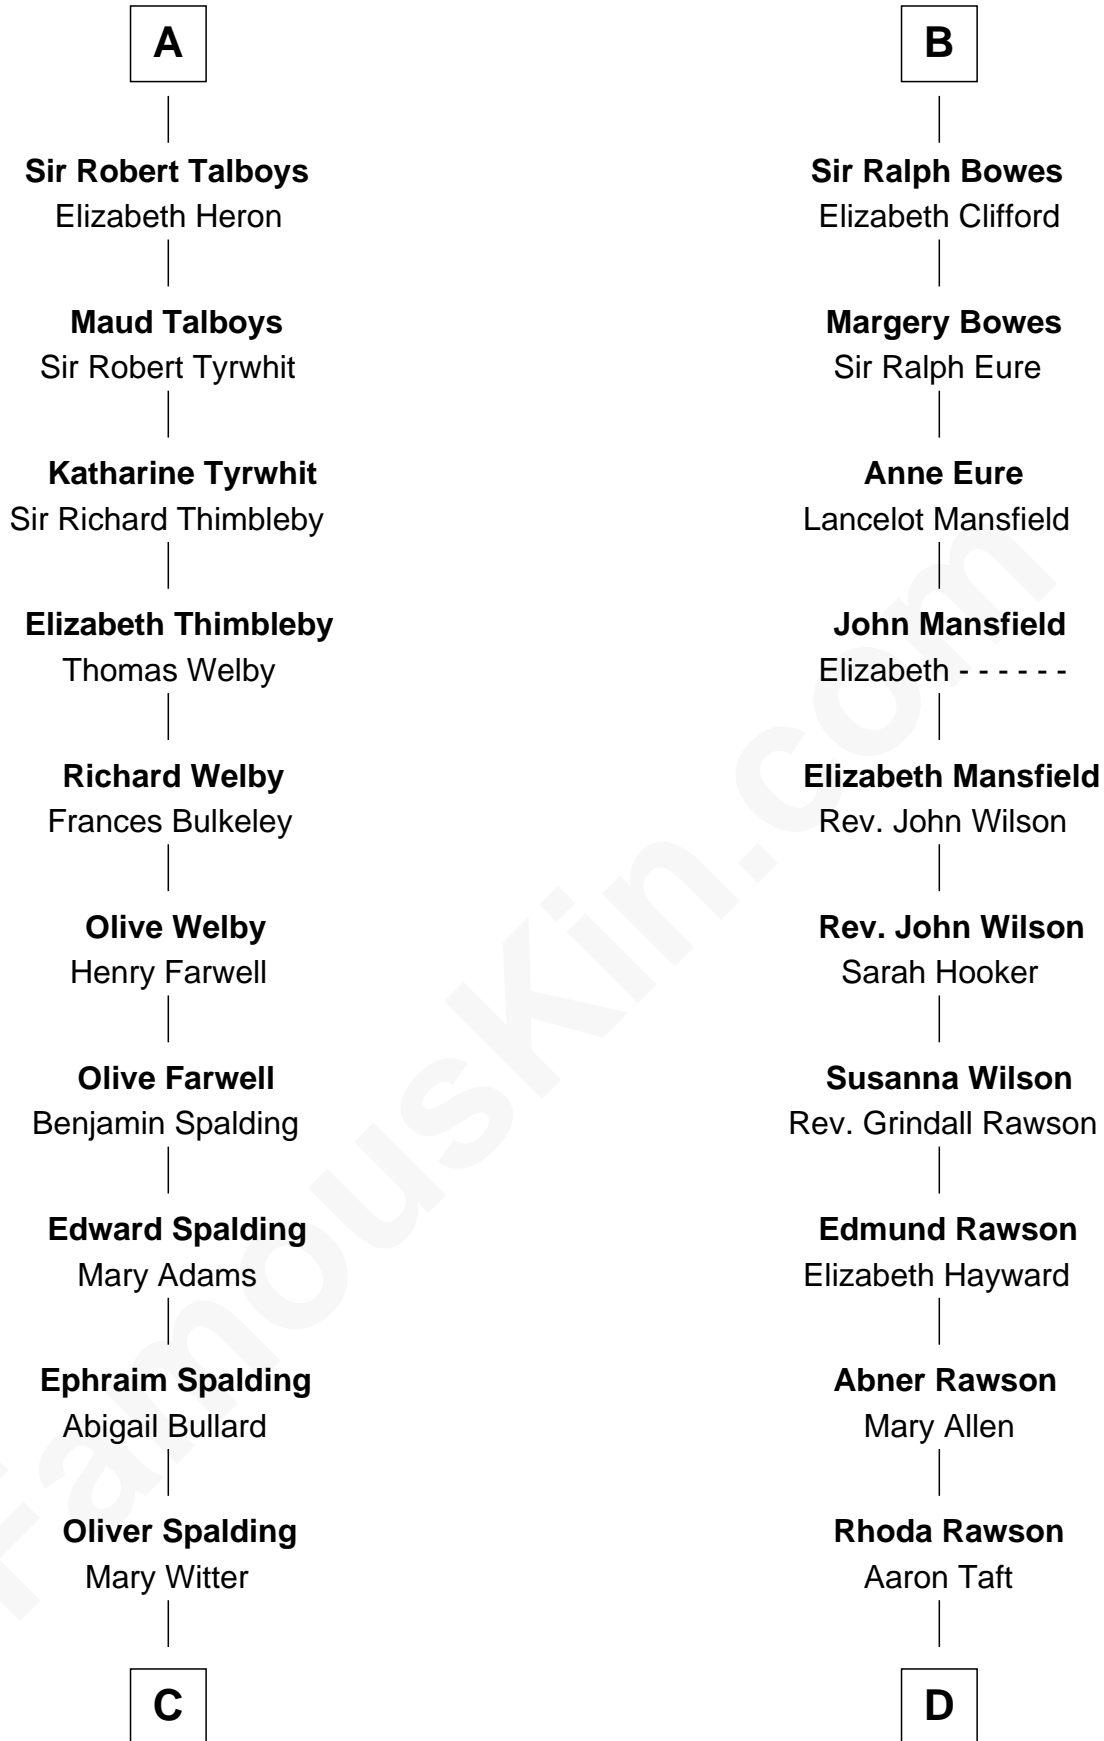 A
Sir Robert Talboys
Elizabeth Heron
Maud Talboys
Sir Robert Tyrwhit
Katharine Tyrwhit
Sir Richard Thimbleby
Elizabeth Thimbleby
Thomas Welby
Richard Welby
Frances Bulkeley
Olive Welby
Henry Farwell
Olive Farwell
Benjamin Spalding
Edward Spalding
Mary Adams
Ephraim Spalding
Abigail Bullard
Oliver Spalding
Mary Witter
C
B
Sir Ralph Bowes
Elizabeth Clifford
Margery Bowes
Sir Ralph Eure
Anne Eure
Lancelot Mansfield
John Mansfield
Elizabeth - - - - - -
Elizabeth Mansfield
Rev. John Wilson
Rev. John Wilson
Sarah Hooker
Susanna Wilson
Rev. Grindall Rawson
Edmund Rawson
Elizabeth Hayward
Abner Rawson
Mary Allen
Rhoda Rawson
Aaron Taft
D
FamousKin.com